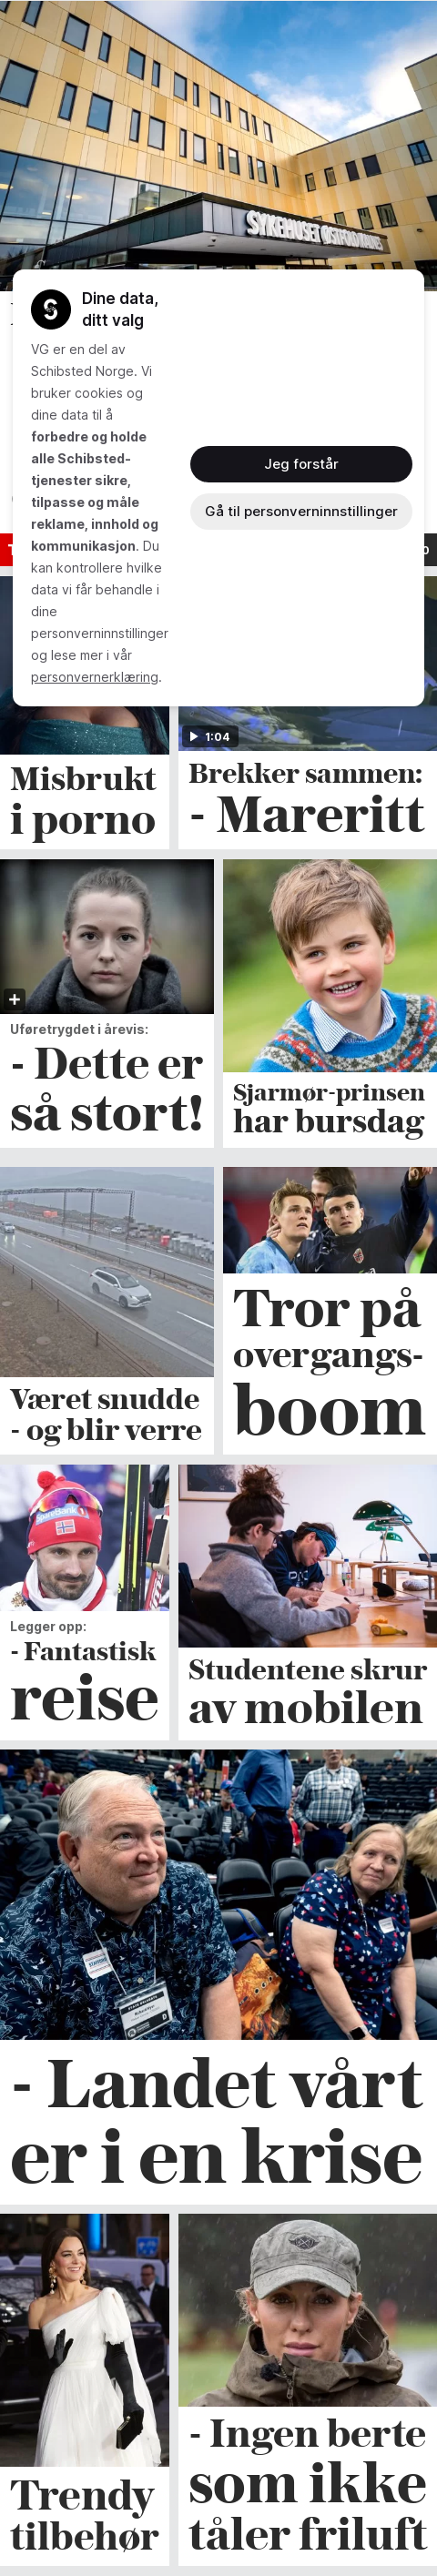 SYKEHUSET ØSTFOLD KALNES
Dine data,
ditt valg
VG er en del av
Schibsted Norge. Vi
bruker cookies og
dine data til å
forbedre og holde
alle Schibsted-
tjenester sikre,
tilpasse og måle
reklame, innhold og
kommunikasjon. Du
kan kontrollere hvilke
data vi får behandle i
dine
personverninnstillinger
og lese mer i vår
personvernerklæring.
Jeg forstår
Gå til personverninnstillinger
1:04
Misbrukt
i porno
Brekker sammen:
- Mareritt
Uføretrygdet i årevis:
- Dette er
så stort!
Sjarmør-prinsen
har bursdag
Været snudde
- og blir verre
Tror på
overgangs-
boom
Legger opp:
- Fantastisk
reise
Studentene skrur
av mobilen
- Landet vårt
er i en krise
Trendy
tilbehør
- Ingen berte
som ikke
tåler friluft